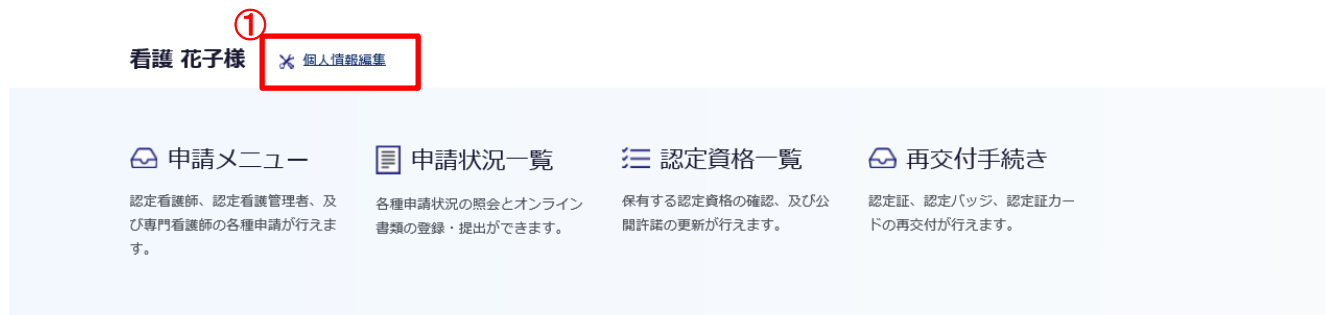 ①
看護 花子様 個人情報編集
申請メニュー
認定看護師、認定看護管理者、及
び専門看護師の各種申請が行えま
す。
申請状況一覧
各種申請状況の照会とオンライン
書類の登録・提出ができます。
認定資格一覧
保有する認定資格の確認、及び公
開許諾の更新が行えます。
再交付手続き
認定証、認定バッジ、認定証カー
ドの再交付が行えます。